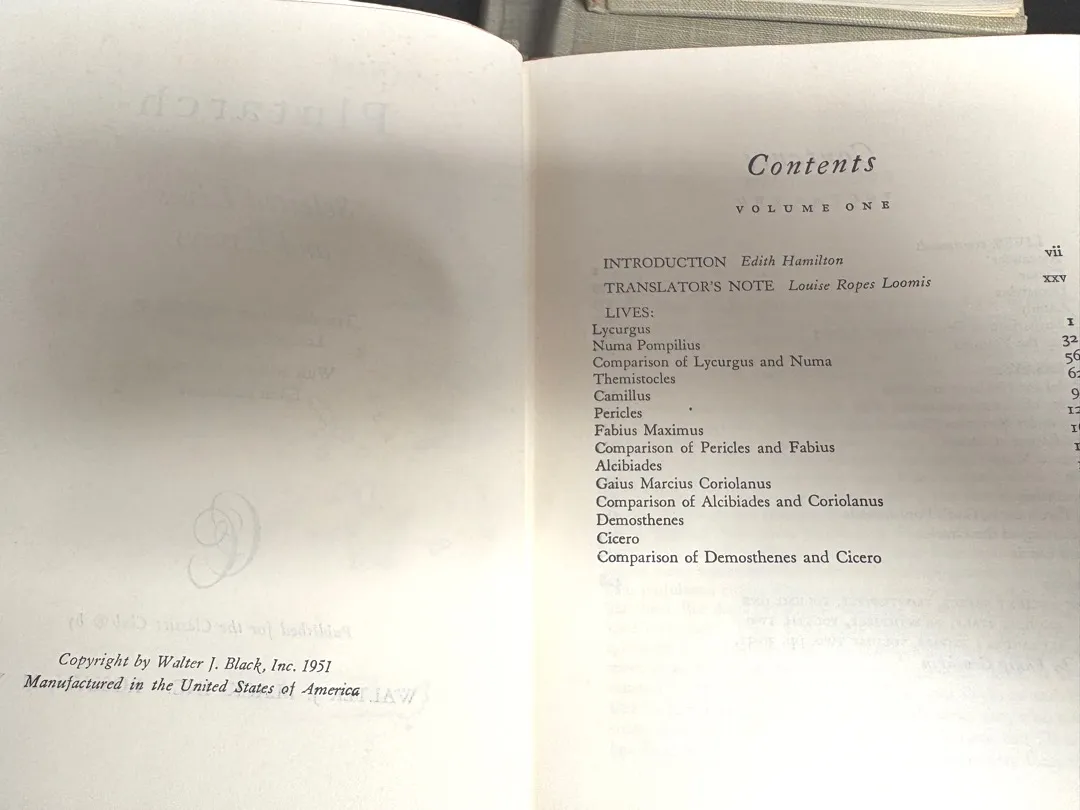 Copyright by Walter J. Black, Inc. 1951
Manufactured in the United States of America
Contents
VOLUME ONE
INTRODUCTION Edith Hamilton vii
TRANSLATOR'S NOTE Louise Ropes Loomis xxv
LIVES:
Lycurgus 1
Numa Pompilius 32
Comparison of Lycurgus and Numa 56
Themistocles
Camillus
Pericles
Fabius Maximus
Comparison of Pericles and Fabius
Alcibiades
Gaius Marcius Coriolanus
Comparison of Alcibiades and Coriolanus
Demosthenes
Cicero
Comparison of Demosthenes and Cicero